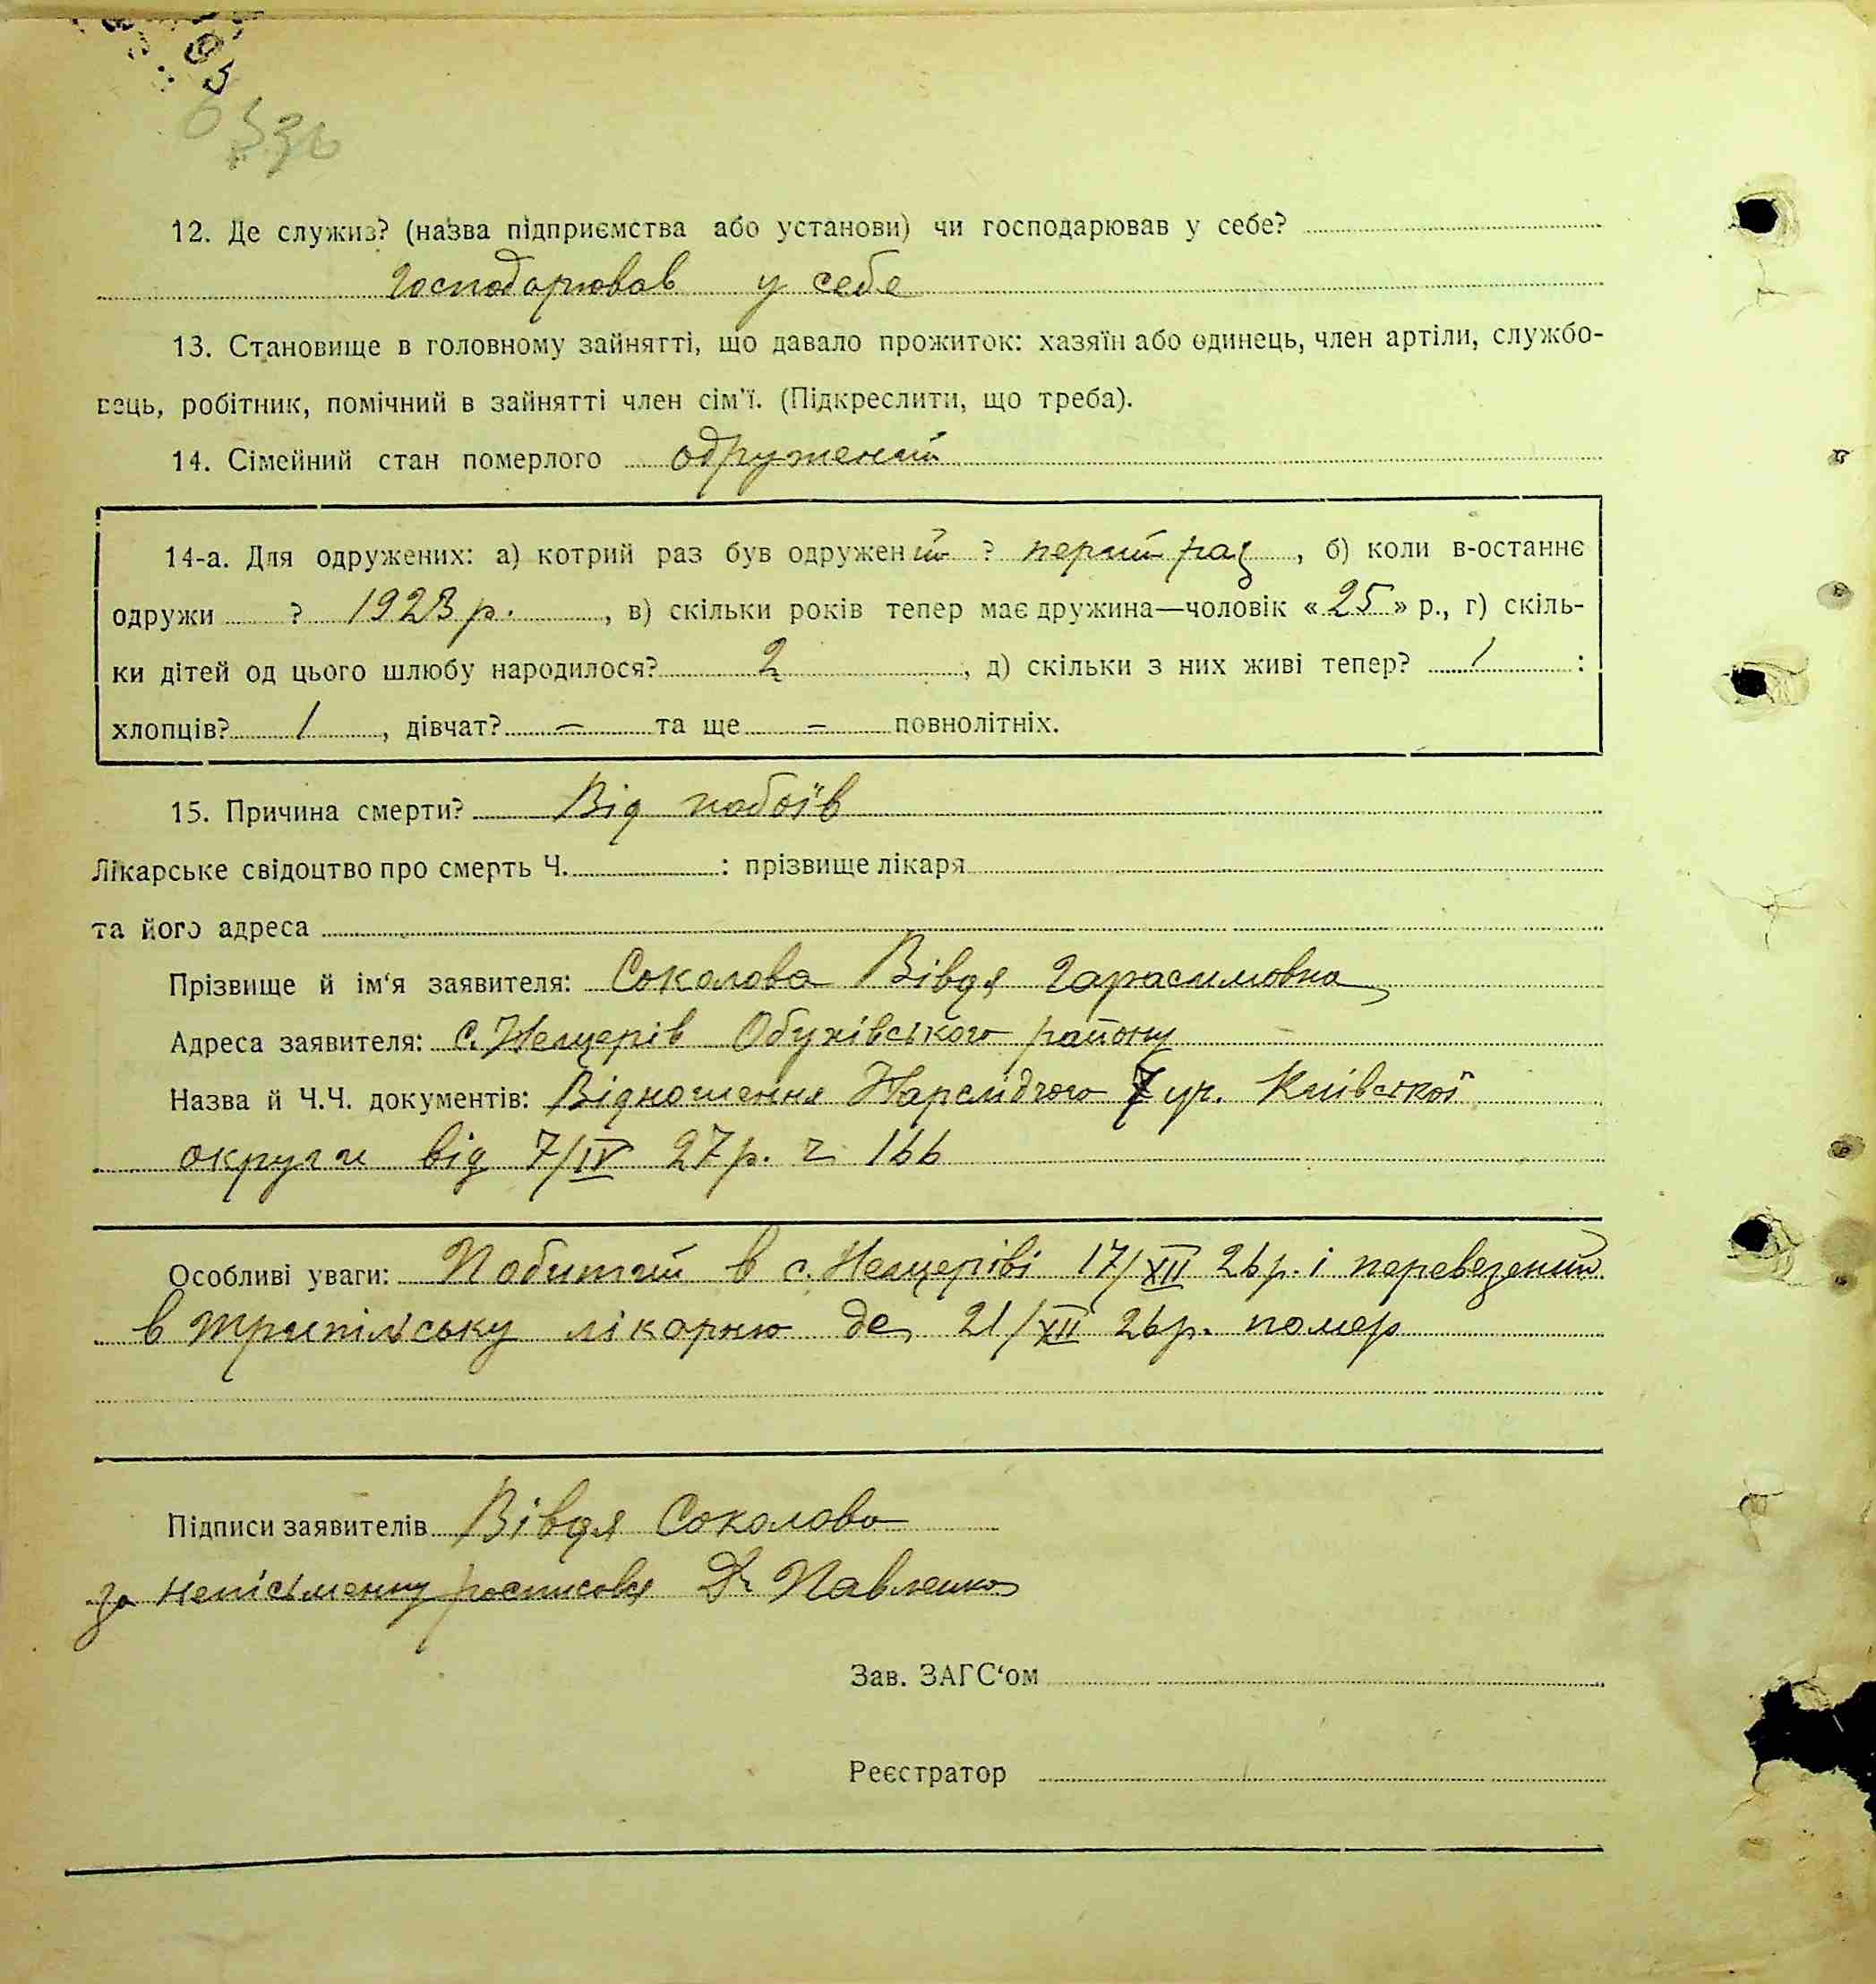 12. Де служив? (назва підприємства або установи) чи господарював у себе?
господарював у себе
13. Становище в головному зайнятті, що давало прожиток: хазяїн або одинець, член артіли, службо-
вець, робітник, помічний в зайнятті член сім'ї. (Підкреслити, що треба).
14. Сімейний стан померлого одружений
14-а. Для одружених: а) котрий раз був одружений ? перший раз, б) коли в-останнє
одружи ? 1923 р., в) скільки років тепер має дружина—чоловік «25» р., г) скіль-
ки дітей од цього шлюбу народилося? 2, д) скільки з них живі тепер? 1 :
хлопців? 1, дівчат? – та ще – повнолітніх.
15. Причина смерти? Від побоїв
Лікарське свідоцтво про смерть Ч. : прізвище лікаря
та його адреса
Прізвище й ім'я заявителя: Соколова Вівдя Гарасимовна
Адреса заявителя: с. Нещерів Обухівського району
Назва й Ч.Ч. документів: Відношення Нарслідчого 7 уч. Київської
округи від 7/IV 27 р. ч 166
Особливі уваги: Побитий в с. Нещеріві 17/XII 26 р. і перевезений
в Трипільську лікарню де 21/XII 26 р. помер
Підписи заявителів Вівдя Соколова
за неписьменну росписовся Павленко
Зав. ЗАГС'ом
Реєстратор